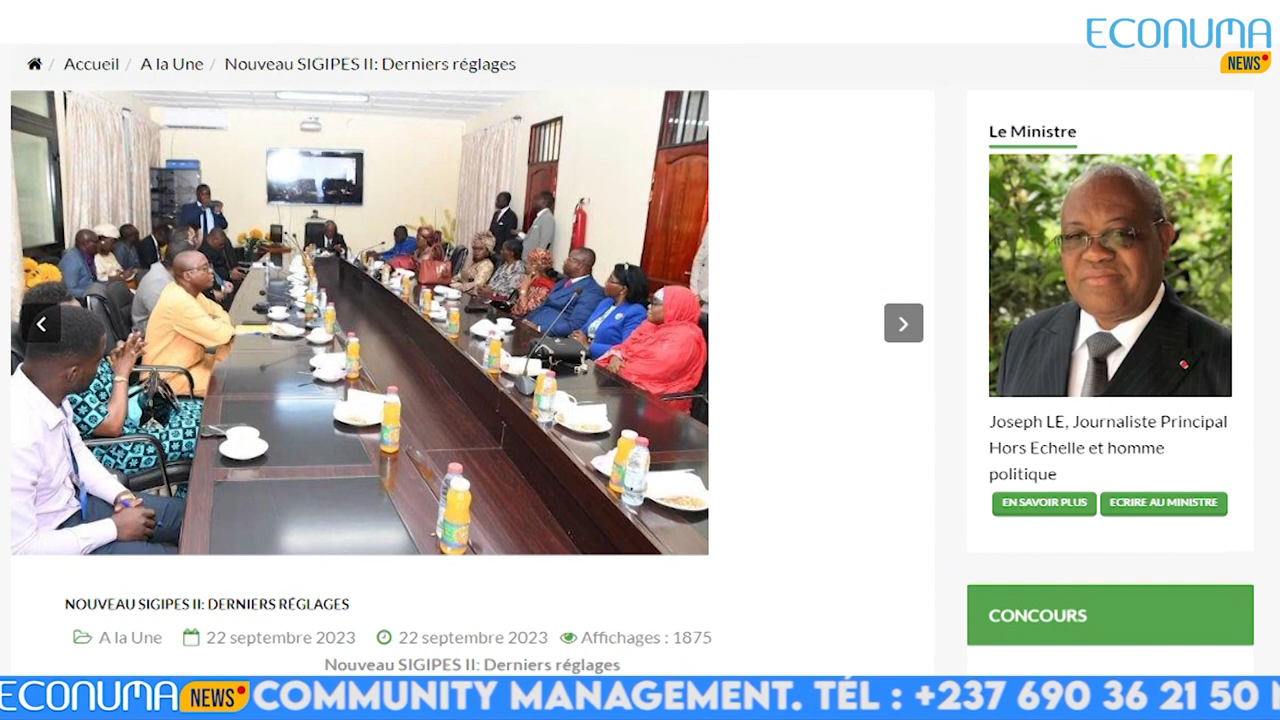 ECONUMA
NEWS
Accueil / A la Une / Nouveau SIGIPES II: Derniers réglages
Le Ministre
Joseph LE, Journaliste Principal
Hors Echelle et homme
politique
EN SAVOIR PLUS ECRIRE AU MINISTRE
CONCOURS
NOUVEAU SIGIPES II: DERNIERS RÉGLAGES
A la Une 22 septembre 2023 22 septembre 2023 Affichages : 1875
Nouveau SIGIPES II: Derniers réglages
ECONUMA NEWS COMMUNITY MANAGEMENT. TÉL : +237 690 36 21 50 N